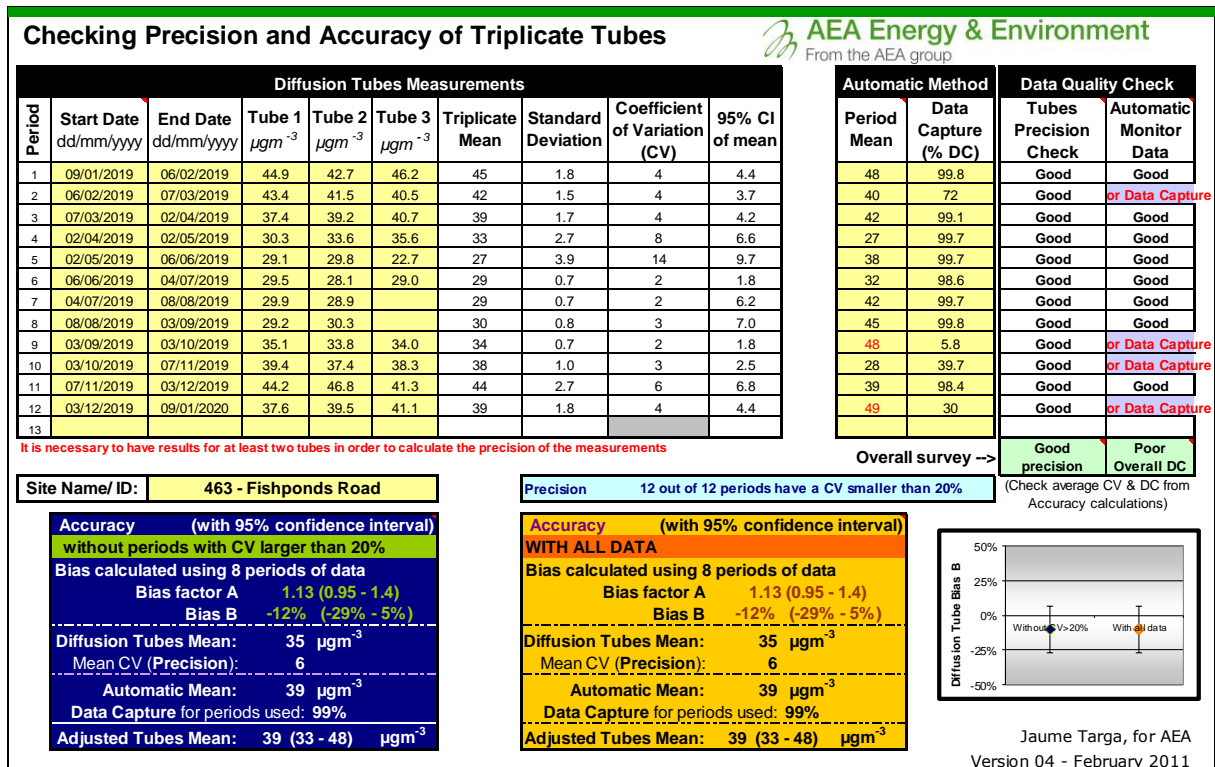 Checking Precision and Accuracy of Triplicate Tubes
AEA Energy & Environment
From the AEA group
Diffusion Tubes Measurements
Automatic Method
Data Quality Check
Period
Start Date dd/mm/yyyy
End Date dd/mm/yyyy
Tube 1 µgm -3
Tube 2 µgm -3
Tube 3 µgm -3
Triplicate Mean
Standard Deviation
Coefficient of Variation (CV)
95% CI of mean
Period Mean
Data Capture (% DC)
Tubes Precision Check
Automatic Monitor Data
1 09/01/2019 06/02/2019 44.9 42.7 46.2 45 1.8 4 4.4 48 99.8 Good Good
2 06/02/2019 07/03/2019 43.4 41.5 40.5 42 1.5 4 3.7 40 72 Good or Data Capture
3 07/03/2019 02/04/2019 37.4 39.2 40.7 39 1.7 4 4.2 42 99.1 Good Good
4 02/04/2019 02/05/2019 30.3 33.6 35.6 33 2.7 8 6.6 27 99.7 Good Good
5 02/05/2019 06/06/2019 29.1 29.8 22.7 27 3.9 14 9.7 38 99.7 Good Good
6 06/06/2019 04/07/2019 29.5 28.1 29.0 29 0.7 2 1.8 32 98.6 Good Good
7 04/07/2019 08/08/2019 29.9 28.9 29 0.7 2 6.2 42 99.7 Good Good
8 08/08/2019 03/09/2019 29.2 30.3 30 0.8 3 7.0 45 99.8 Good Good
9 03/09/2019 03/10/2019 35.1 33.8 34.0 34 0.7 2 1.8 48 5.8 Good or Data Capture
10 03/10/2019 07/11/2019 39.4 37.4 38.3 38 1.0 3 2.5 28 39.7 Good or Data Capture
11 07/11/2019 03/12/2019 44.2 46.8 41.3 44 2.7 6 6.8 39 98.4 Good Good
12 03/12/2019 09/01/2020 37.6 39.5 41.1 39 1.8 4 4.4 49 30 Good or Data Capture
13
It is necessary to have results for at least two tubes in order to calculate the precision of the measurements
Overall survey --> Good precision Poor Overall DC
Site Name/ ID: 463 - Fishponds Road
Precision 12 out of 12 periods have a CV smaller than 20%
(Check average CV & DC from Accuracy calculations)
Accuracy (with 95% confidence interval)
without periods with CV larger than 20%
Bias calculated using 8 periods of data
Bias factor A 1.13 (0.95 - 1.4)
Bias B -12% (-29% - 5%)
Diffusion Tubes Mean: 35 µgm-3
Mean CV (Precision): 6
Automatic Mean: 39 µgm-3
Data Capture for periods used: 99%
Adjusted Tubes Mean: 39 (33 - 48) µgm-3
Accuracy (with 95% confidence interval)
WITH ALL DATA
Bias calculated using 8 periods of data
Bias factor A 1.13 (0.95 - 1.4)
Bias B -12% (-29% - 5%)
Diffusion Tubes Mean: 35 µgm-3
Mean CV (Precision): 6
Automatic Mean: 39 µgm-3
Data Capture for periods used: 99%
Adjusted Tubes Mean: 39 (33 - 48) µgm-3
Diffusion Tube Bias B
50%
25%
0%
-25%
-50%
Without CV>20%
With all data
Jaume Targa, for AEA
Version 04 - February 2011